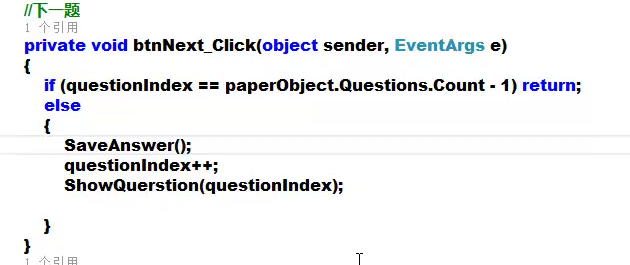 //下一题
1 个引用
private void btnNext_Click(object sender, EventArgs e)
{
if (questionIndex == paperObject.Questions.Count - 1) return;
else
{
SaveAnswer();
questionIndex++;
ShowQuerstion(questionIndex);
}
}
1 个引用